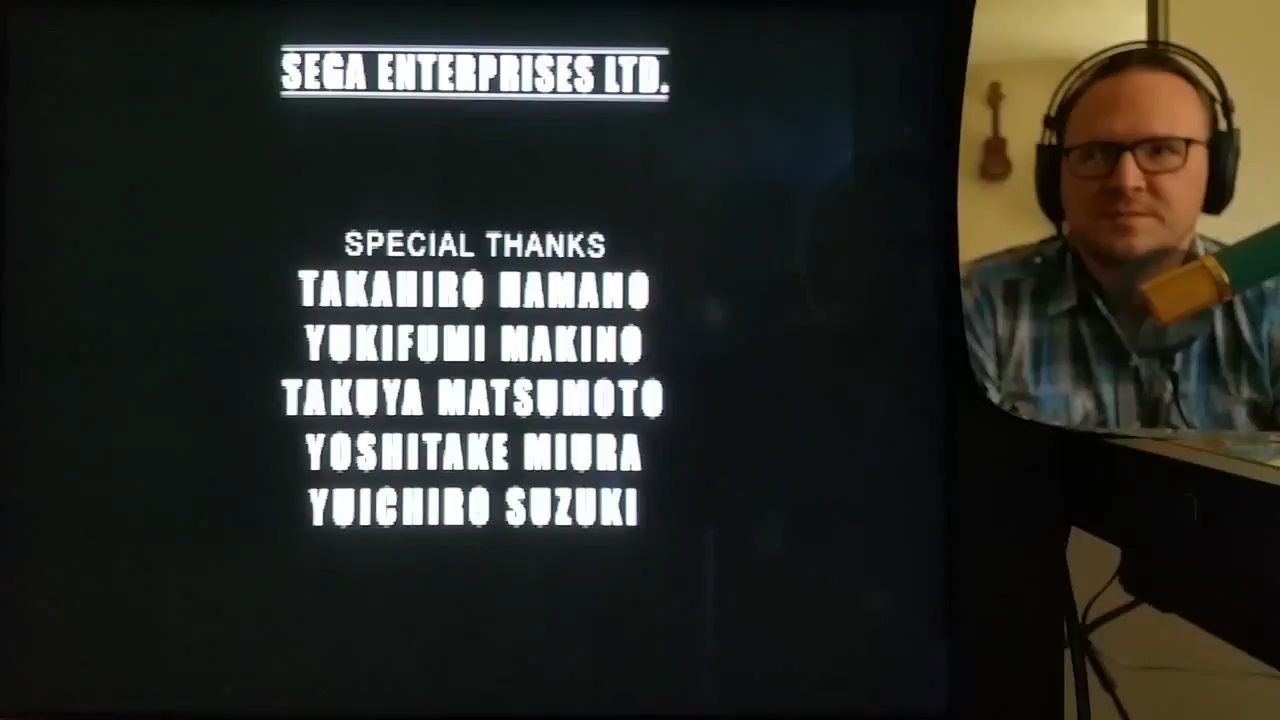 SEGA ENTERPRISES LTD.
SPECIAL THANKS
TAKAHIRO HAMANO
YUKIFUMI MAKINO
TAKUYA MATSUMOTO
YOSHITAKE MIURA
YUICHIRO SUZUKI